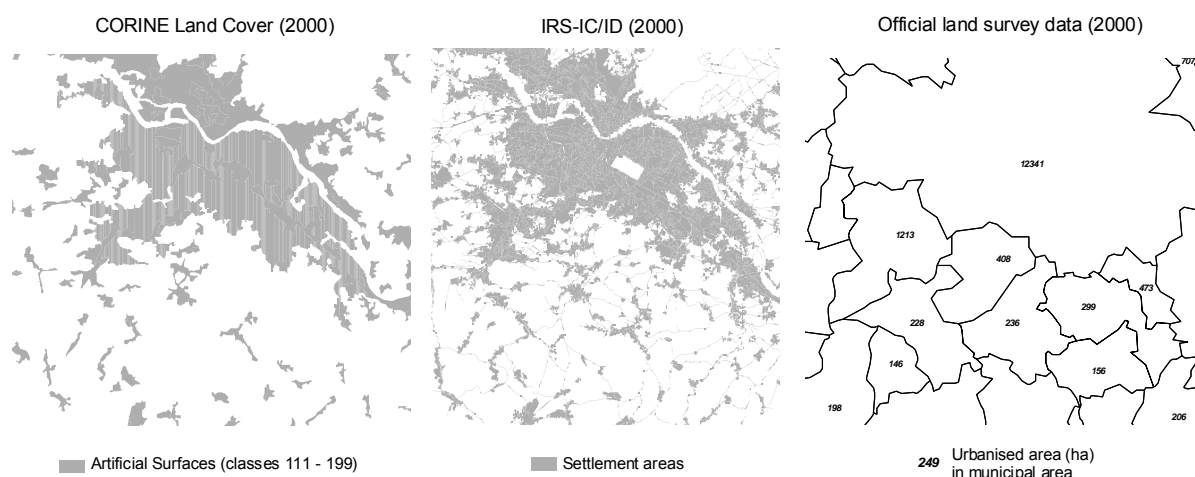 CORINE Land Cover (2000)
IRS-IC/ID (2000)
Official land survey data (2000)
707
12341
1213
408
473
299
228
236
146
156
198
206
Artificial Surfaces (classes 111 - 199)
Settlement areas
249
Urbanised area (ha)
in municipal area